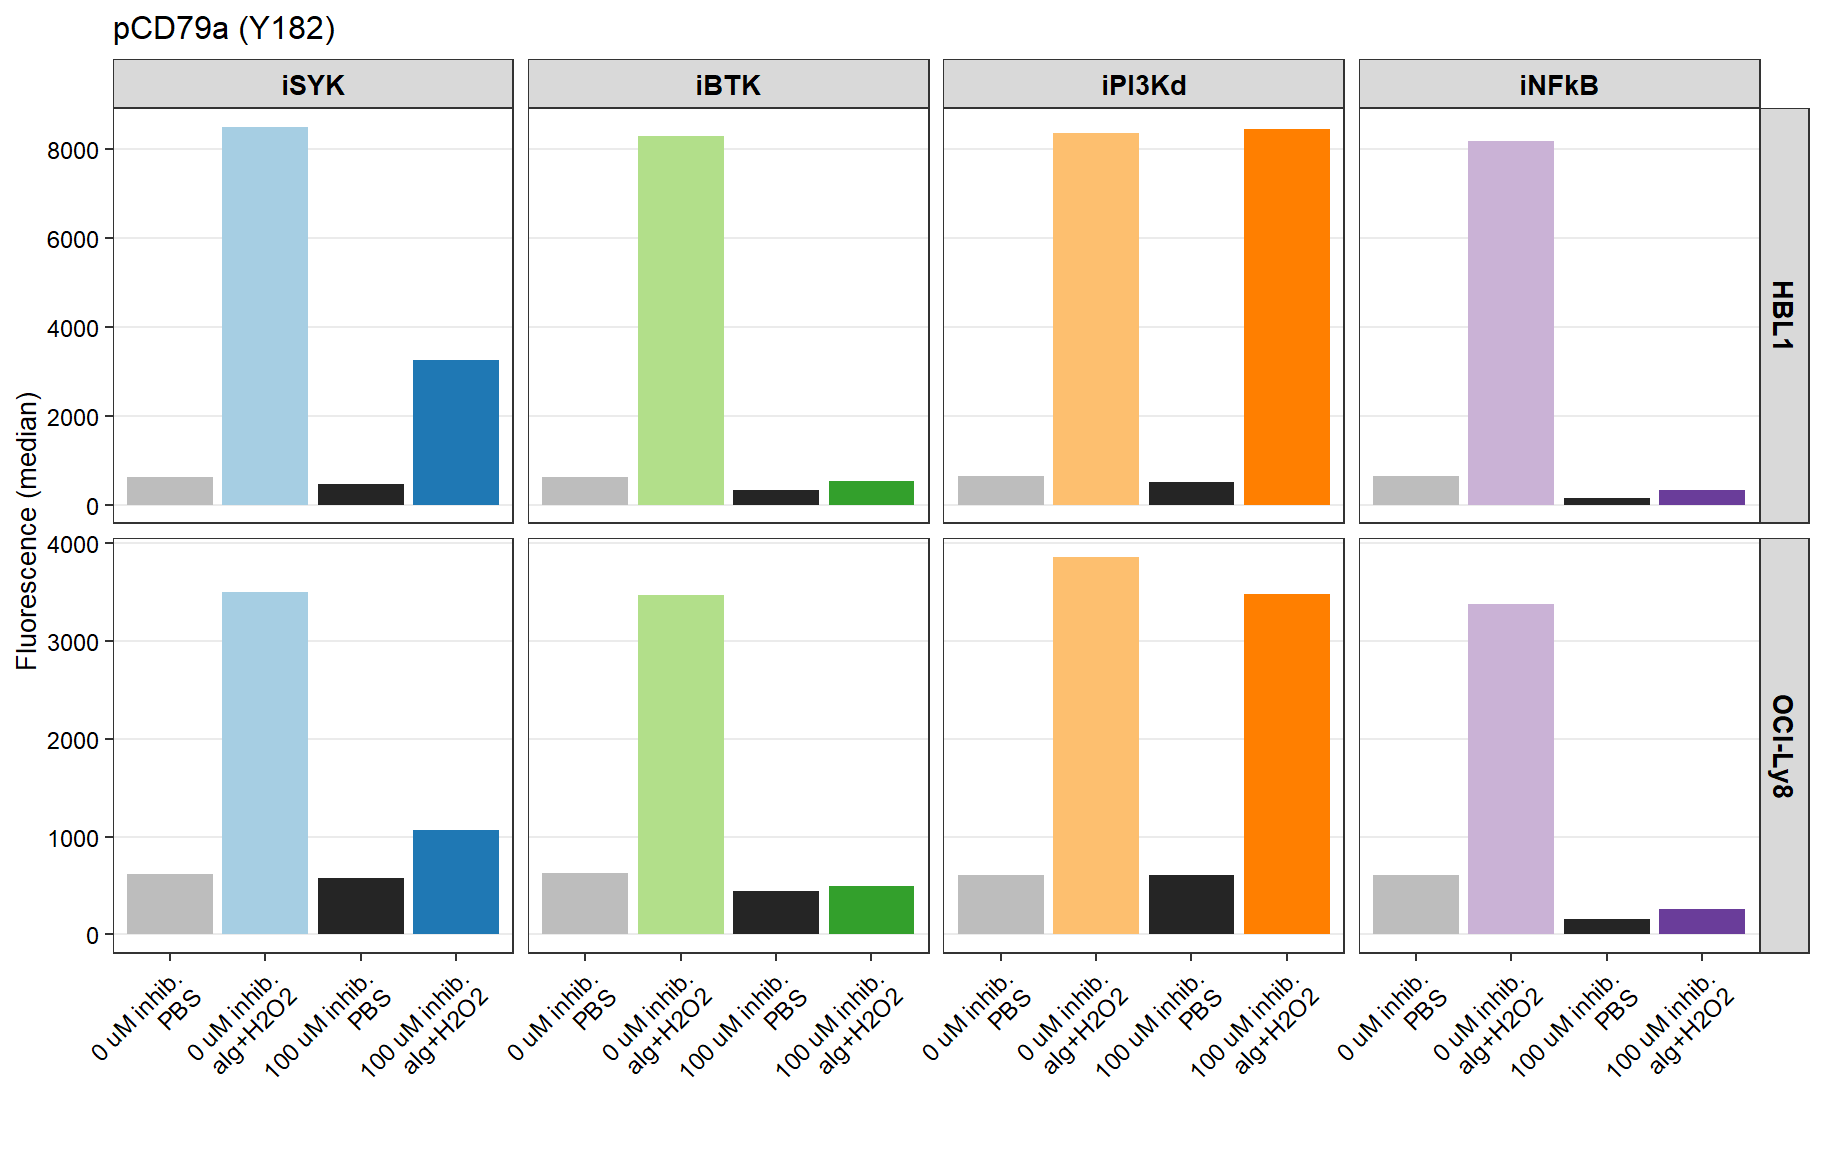 pCD79a (Y182)
iSYK
iBTK
iPI3Kd
iNFkB
Fluorescence (median)
8000
6000
4000
2000
0
HBL1
4000
3000
2000
1000
0
OCI-Ly8
0 uM inhib.
PBS
0 uM inhib.
alg+H2O2
100 uM inhib.
PBS
100 uM inhib.
alg+H2O2
0 uM inhib.
PBS
0 uM inhib.
alg+H2O2
100 uM inhib.
PBS
100 uM inhib.
alg+H2O2
0 uM inhib.
PBS
0 uM inhib.
alg+H2O2
100 uM inhib.
PBS
100 uM inhib.
alg+H2O2
0 uM inhib.
PBS
0 uM inhib.
alg+H2O2
100 uM inhib.
PBS
100 uM inhib.
alg+H2O2